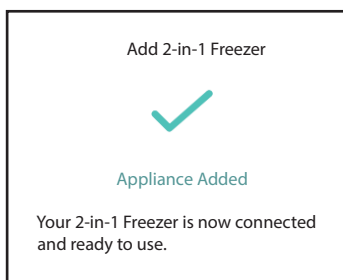 Add 2-in-1 Freezer
Appliance Added
Your 2-in-1 Freezer is now connected
and ready to use.